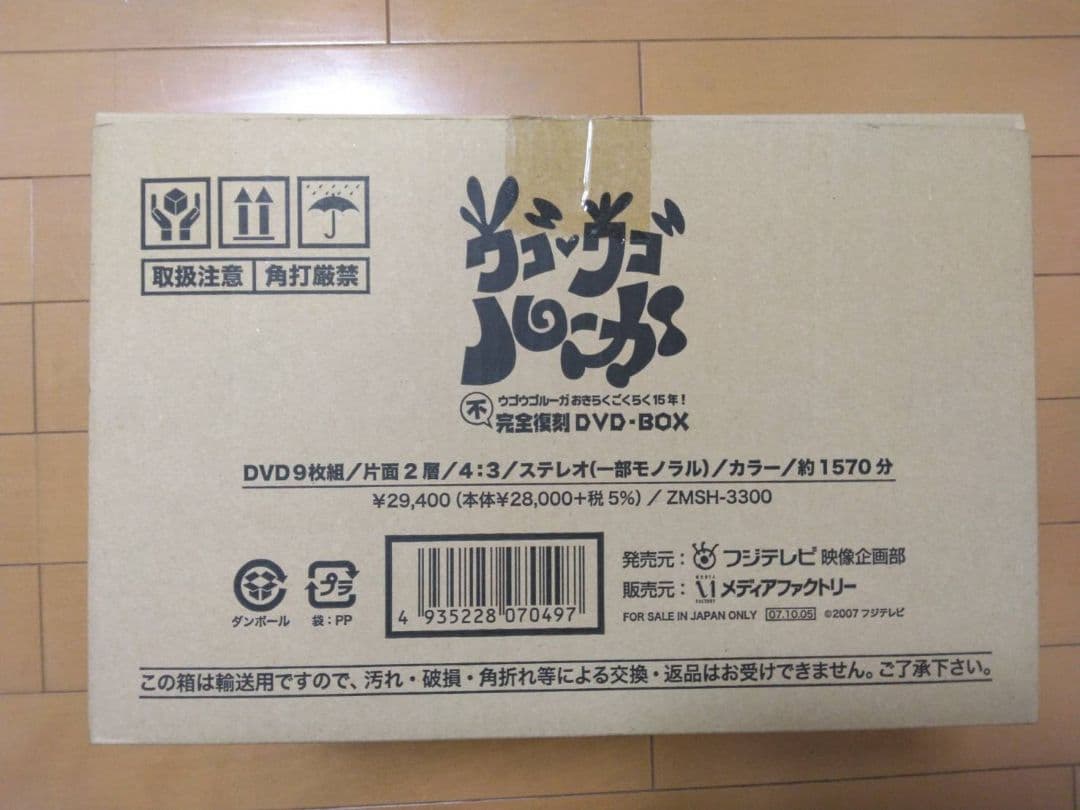 取扱注意 角打厳禁
ウゴウゴ
ルーガ
ウゴウゴルーガおきらくごくらく15年!
不完全復刻 DVD-BOX
DVD9枚組/片面2層/4:3/ステレオ(一部モノラル)/カラー/約1570分
¥29,400(本体¥28,000+税5%)/ ZMSH-3300
発売元: フジテレビ 映像企画部
販売元: MEDIA FACTORY メディアファクトリー
FOR SALE IN JAPAN ONLY 07.10.05 ©2007 フジテレビ
プラ
ダンボール 袋:PP
4 935228 070497
この箱は輸送用ですので、汚れ・破損・角折れ等による交換・返品はお受けできません。ご了承下さい。